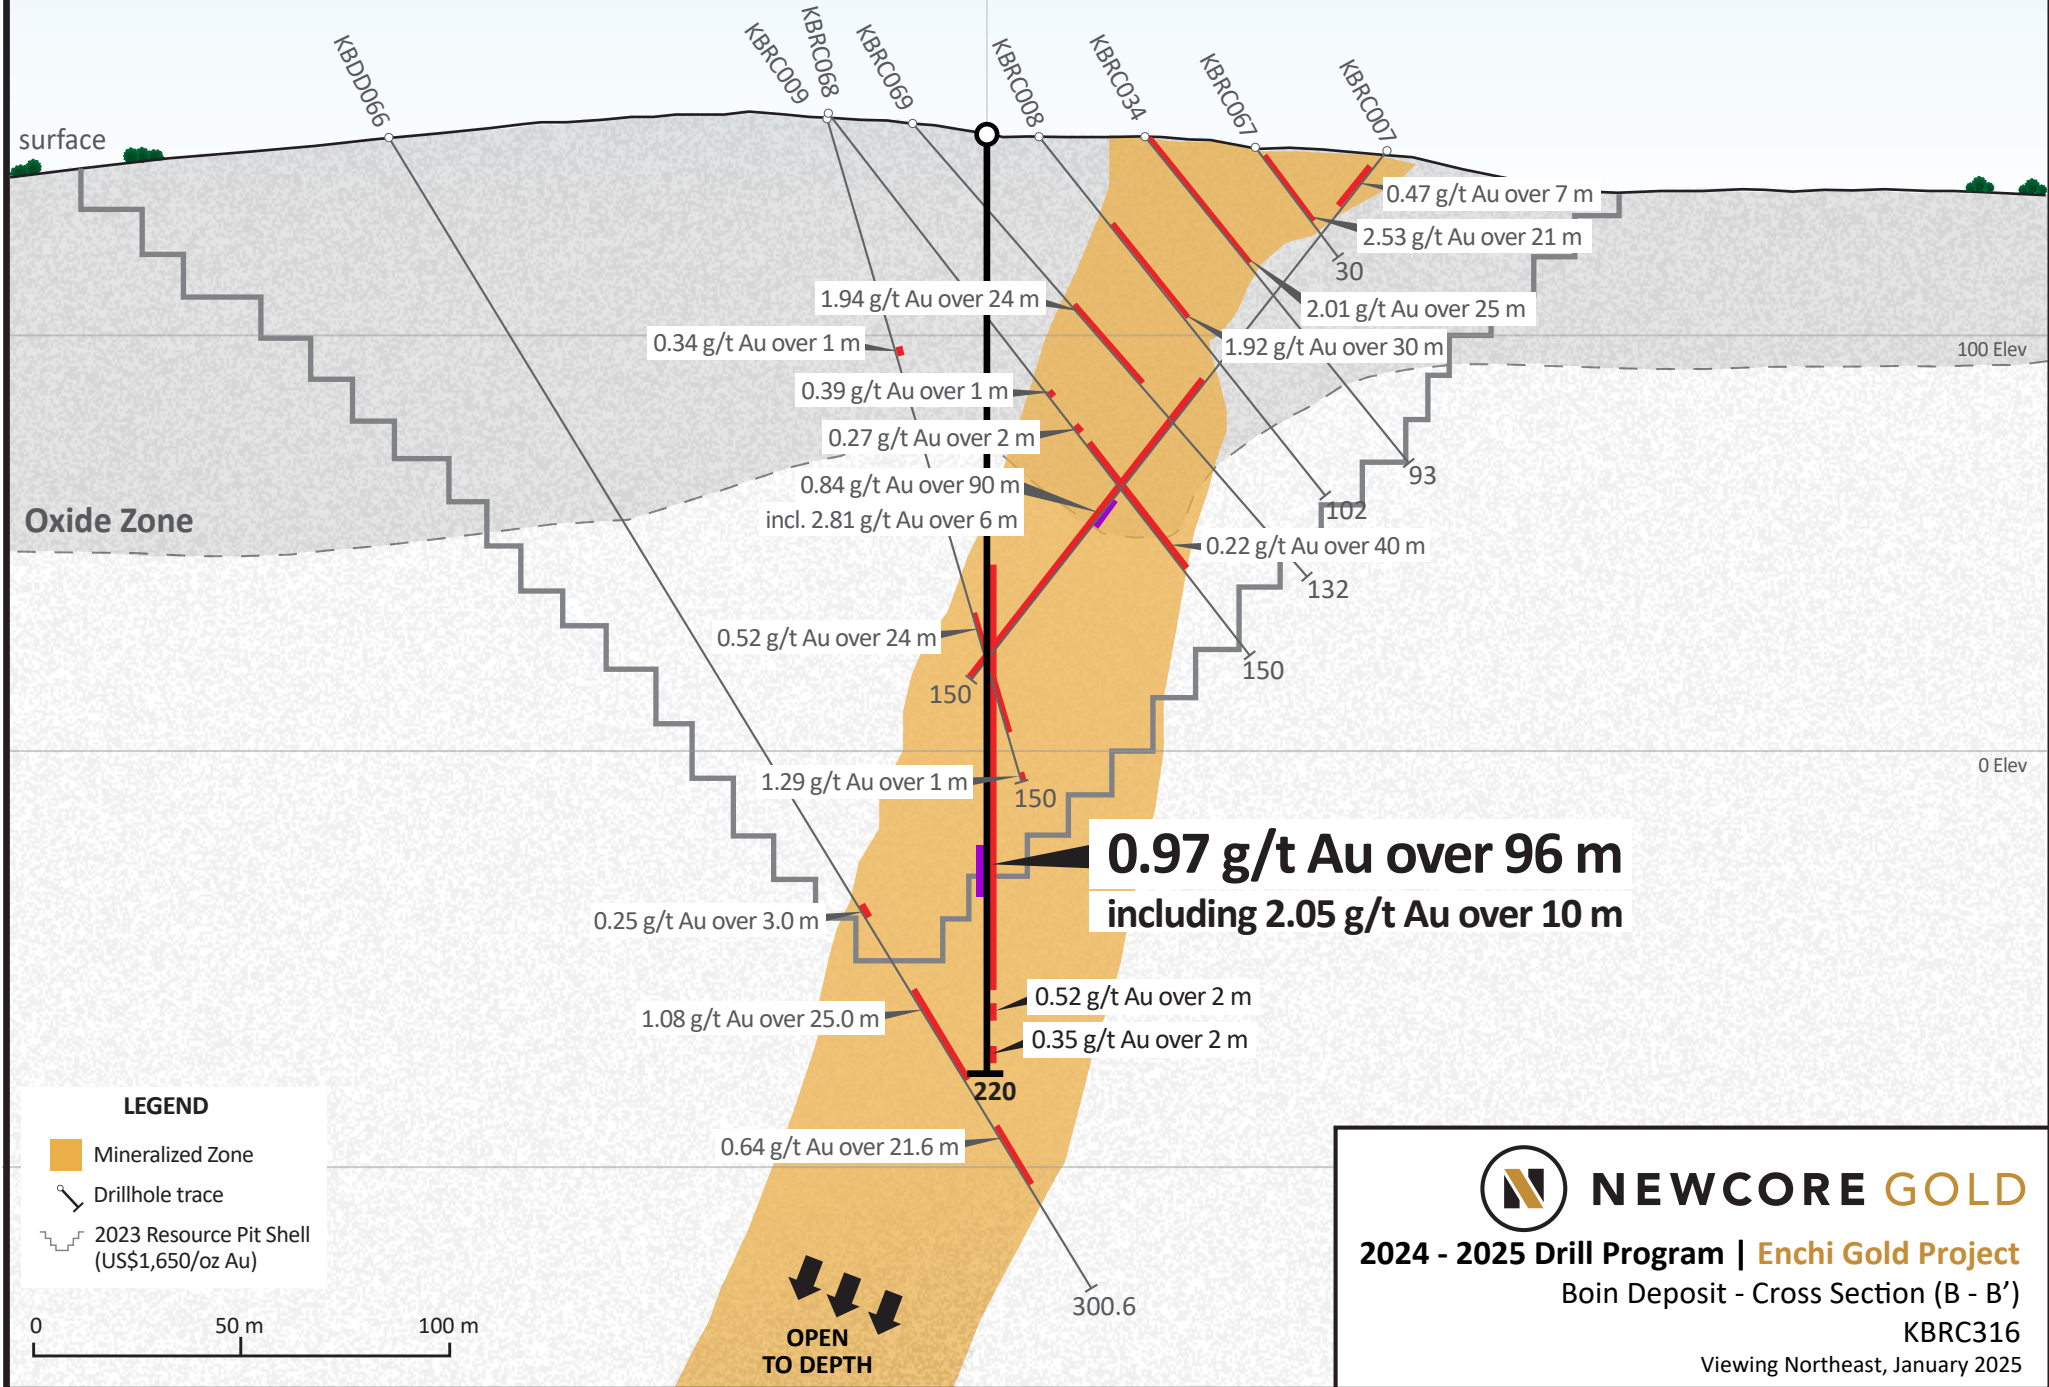 KBDD066
KBRC009
KBRC068
KBRC069
KBRC008
KBRC034
KBRC067
KBRC007
surface
0.47 g/t Au over 7 m
2.53 g/t Au over 21 m
30
1.94 g/t Au over 24 m
2.01 g/t Au over 25 m
0.34 g/t Au over 1 m
1.92 g/t Au over 30 m
100 Elev
0.39 g/t Au over 1 m
0.27 g/t Au over 2 m
93
0.84 g/t Au over 90 m
incl. 2.81 g/t Au over 6 m
102
Oxide Zone
0.22 g/t Au over 40 m
132
0.52 g/t Au over 24 m
150
150
0 Elev
1.29 g/t Au over 1 m
150
0.97 g/t Au over 96 m
including 2.05 g/t Au over 10 m
0.25 g/t Au over 3.0 m
0.52 g/t Au over 2 m
1.08 g/t Au over 25.0 m
0.35 g/t Au over 2 m
220
0.64 g/t Au over 21.6 m
300.6
OPEN
TO DEPTH
LEGEND
Mineralized Zone
Drillhole trace
2023 Resource Pit Shell
(US$1,650/oz Au)
0 50 m 100 m
NEWCORE GOLD
2024 - 2025 Drill Program | Enchi Gold Project
Boin Deposit - Cross Section (B - B’)
KBRC316
Viewing Northeast, January 2025